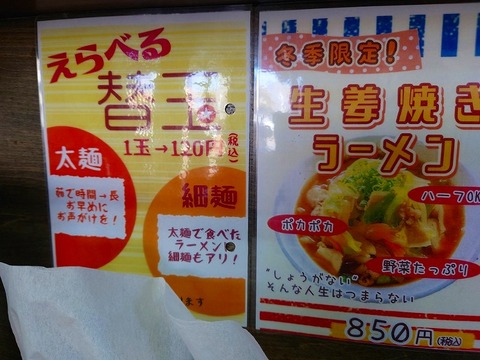 えらべる
替玉
1玉→120円(税込)
太麺
茹で時間→長
お早めに
お声がけを!
細麺
太麺で食べた
ラーメンに
細麺もアリ!
ます
冬季限定!
生姜焼き
ラーメン
ハーフOK
ポカポカ
野菜たっぷり
"しょうがない"
そんな人生はつまらない
850円(税込)